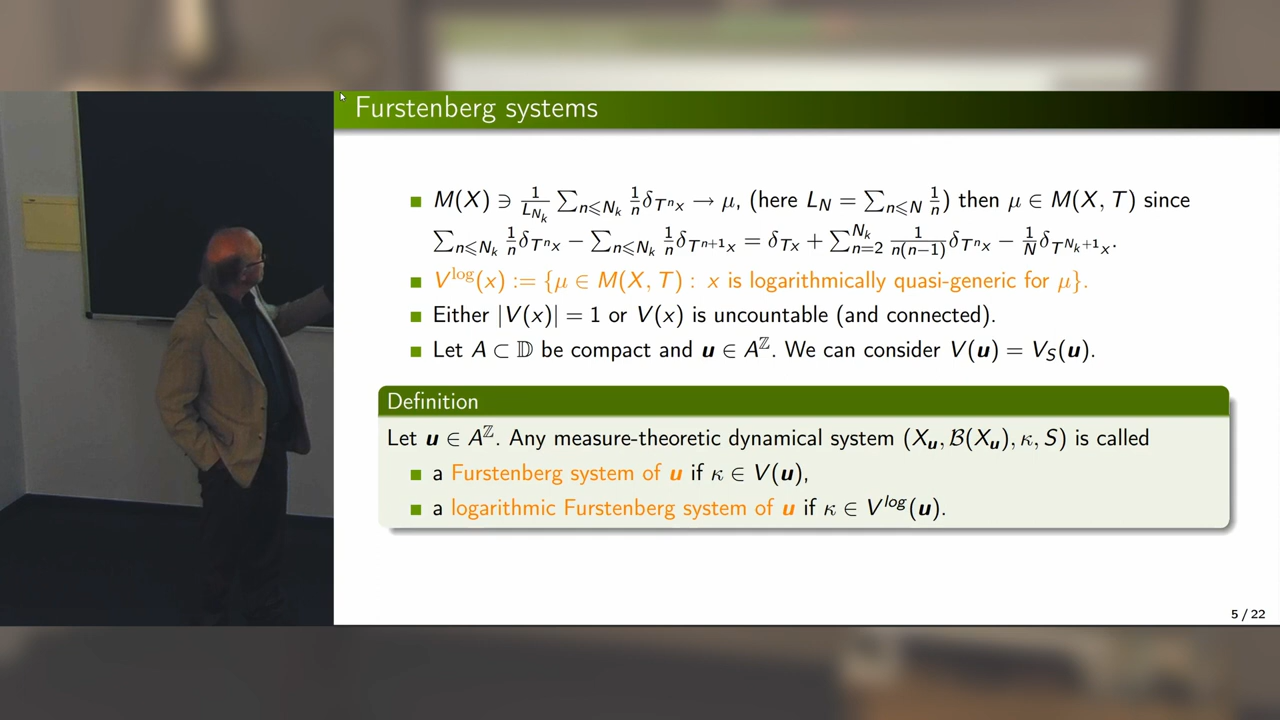 Furstenberg systems
M(X) ∋ 1/L_{N_k} ∑_{n⩽N_k} 1/n δ_{T^n x} → μ, (here L_N = ∑_{n⩽N} 1/n) then μ ∈ M(X, T) since
∑_{n⩽N_k} 1/n δ_{T^n x} − ∑_{n⩽N_k} 1/n δ_{T^{n+1} x} = δ_{Tx} + ∑_{n=2}^{N_k} 1/(n(n−1)) δ_{T^n x} − 1/N δ_{T^{N_k+1} x}.
V^{log}(x) := {μ ∈ M(X, T) : x is logarithmically quasi-generic for μ}.
Either |V(x)| = 1 or V(x) is uncountable (and connected).
Let A ⊂ 𝔻 be compact and u ∈ A^ℤ. We can consider V(u) = V_S(u).
Definition
Let u ∈ A^ℤ. Any measure-theoretic dynamical system (X_u, ℬ(X_u), κ, S) is called
a Furstenberg system of u if κ ∈ V(u),
a logarithmic Furstenberg system of u if κ ∈ V^{log}(u).
5 / 22